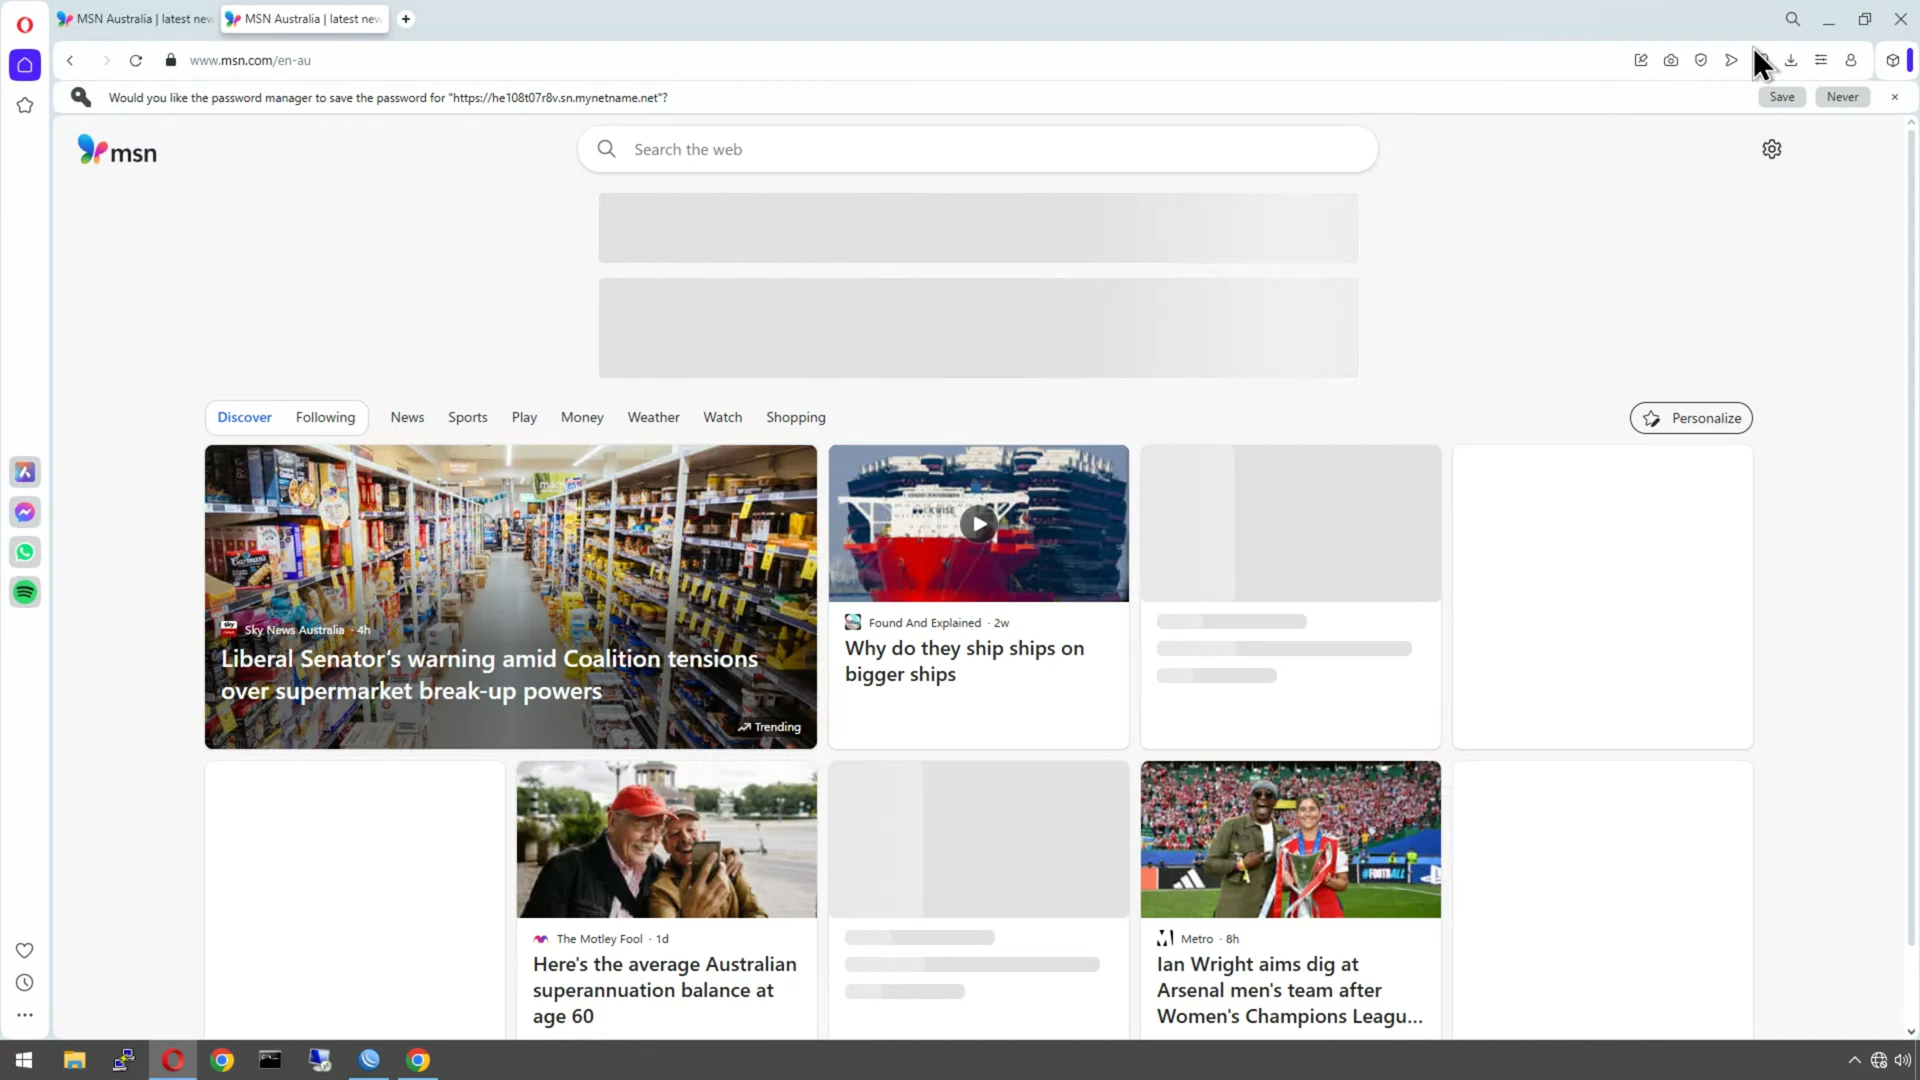 MSN Australia | latest new
MSN Australia | latest new
www.msn.com/en-au
Would you like the password manager to save the password for "https://he108t07r8v.sn.mynetname.net"?
Save
Never
msn
Search the web
Discover
Following
News
Sports
Play
Money
Weather
Watch
Shopping
Personalize
Sky News Australia · 4h
Liberal Senator's warning amid Coalition tensions
over supermarket break-up powers
Trending
Found And Explained · 2w
Why do they ship ships on
bigger ships
The Motley Fool · 1d
Here's the average Australian
superannuation balance at
age 60
Metro · 8h
Ian Wright aims dig at
Arsenal men's team after
Women's Champions Leagu...